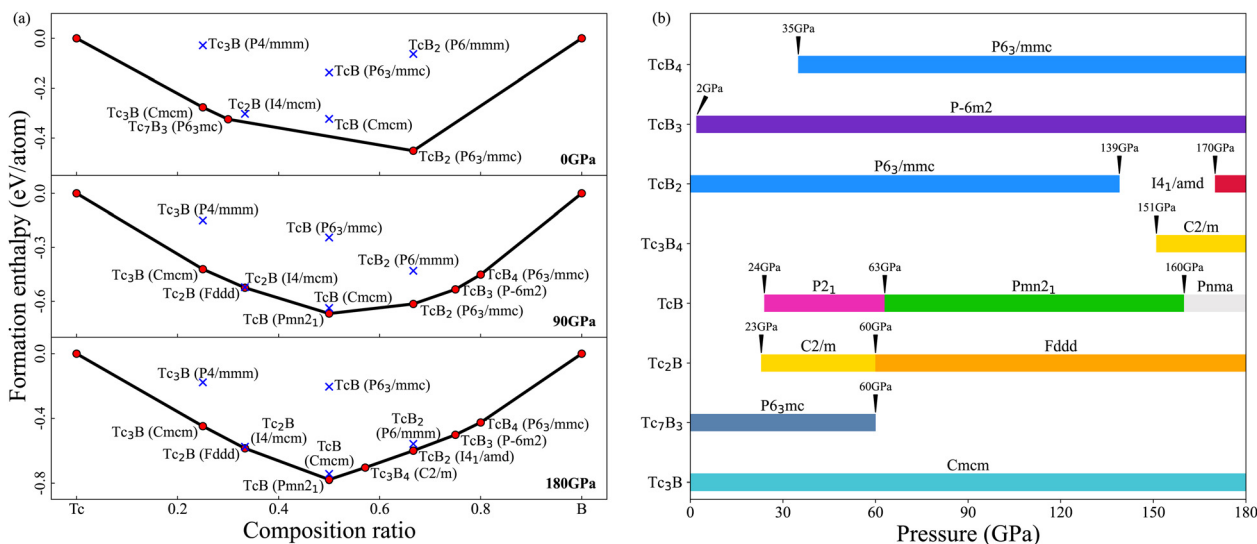 (a)
Formation enthalpy (eV/atom)
0.0
-0.2
-0.4
Tc₃B (P4/mmm)
TcB₂ (P6/mmm)
TcB (P6₃/mmc)
Tc₃B (Cmcm)
Tc₂B (I4/mcm)
Tc₇B₃ (P6₃mc)
TcB (Cmcm)
TcB₂ (P6₃/mmc)
0GPa
0.0
-0.3
-0.6
Tc₃B (P4/mmm)
TcB (P6₃/mmc)
TcB₂ (P6/mmm)
Tc₃B (Cmcm)
Tc₂B (I4/mcm)
TcB₄ (P6₃/mmc)
Tc₂B (Fddd)
TcB (Cmcm)
TcB₃ (P-6m2)
TcB (Pmn2₁)
TcB₂ (P6₃/mmc)
90GPa
0.0
-0.4
-0.8
Tc₃B (P4/mmm)
TcB (P6₃/mmc)
Tc₃B (Cmcm)
Tc₂B
(I4/mcm)
TcB₂
(P6/mmm)
TcB₄ (P6₃/mmc)
Tc₂B (Fddd)
TcB
(Cmcm)
TcB₃ (P-6m2)
TcB₂ (I4₁/amd)
Tc₃B₄ (C2/m)
TcB (Pmn2₁)
180GPa
Tc 0.2 0.4 0.6 0.8 B
Composition ratio
(b)
35GPa
TcB₄
P6₃/mmc
2GPa
TcB₃
P-6m2
139GPa 170GPa
TcB₂
P6₃/mmc
I4₁/amd
151GPa
Tc₃B₄
C2/m
24GPa 63GPa 160GPa
TcB
P2₁
Pmn2₁
Pnma
23GPa 60GPa
Tc₂B
C2/m
Fddd
60GPa
Tc₇B₃
P6₃mc
Tc₃B
Cmcm
0 30 60 90 120 150 180
Pressure (GPa)